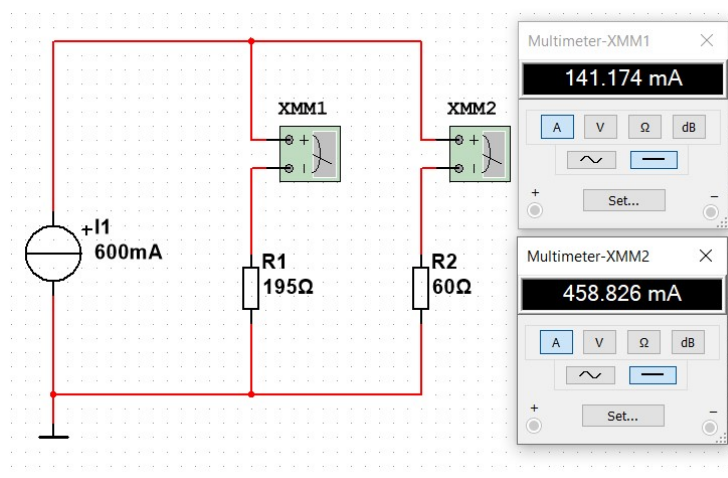 Multimeter-XMM1
141.174 mA
A V Ω dB
Set...
+ −
XMM1
+
XMM2
+
+I1
600mA
R1
195Ω
R2
60Ω
Multimeter-XMM2
458.826 mA
A V Ω dB
Set...
+ −